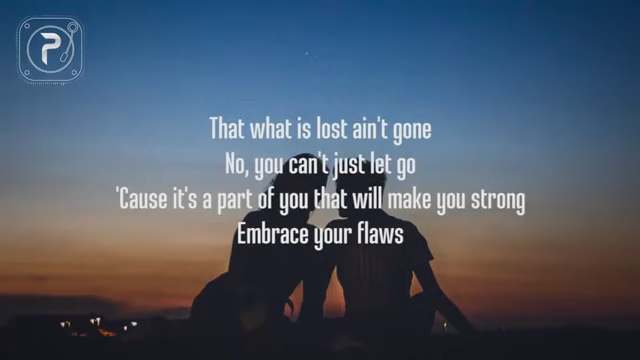 P
That what is lost ain't gone
No, you can't just let go
'Cause it's a part of you that will make you strong
Embrace your flaws